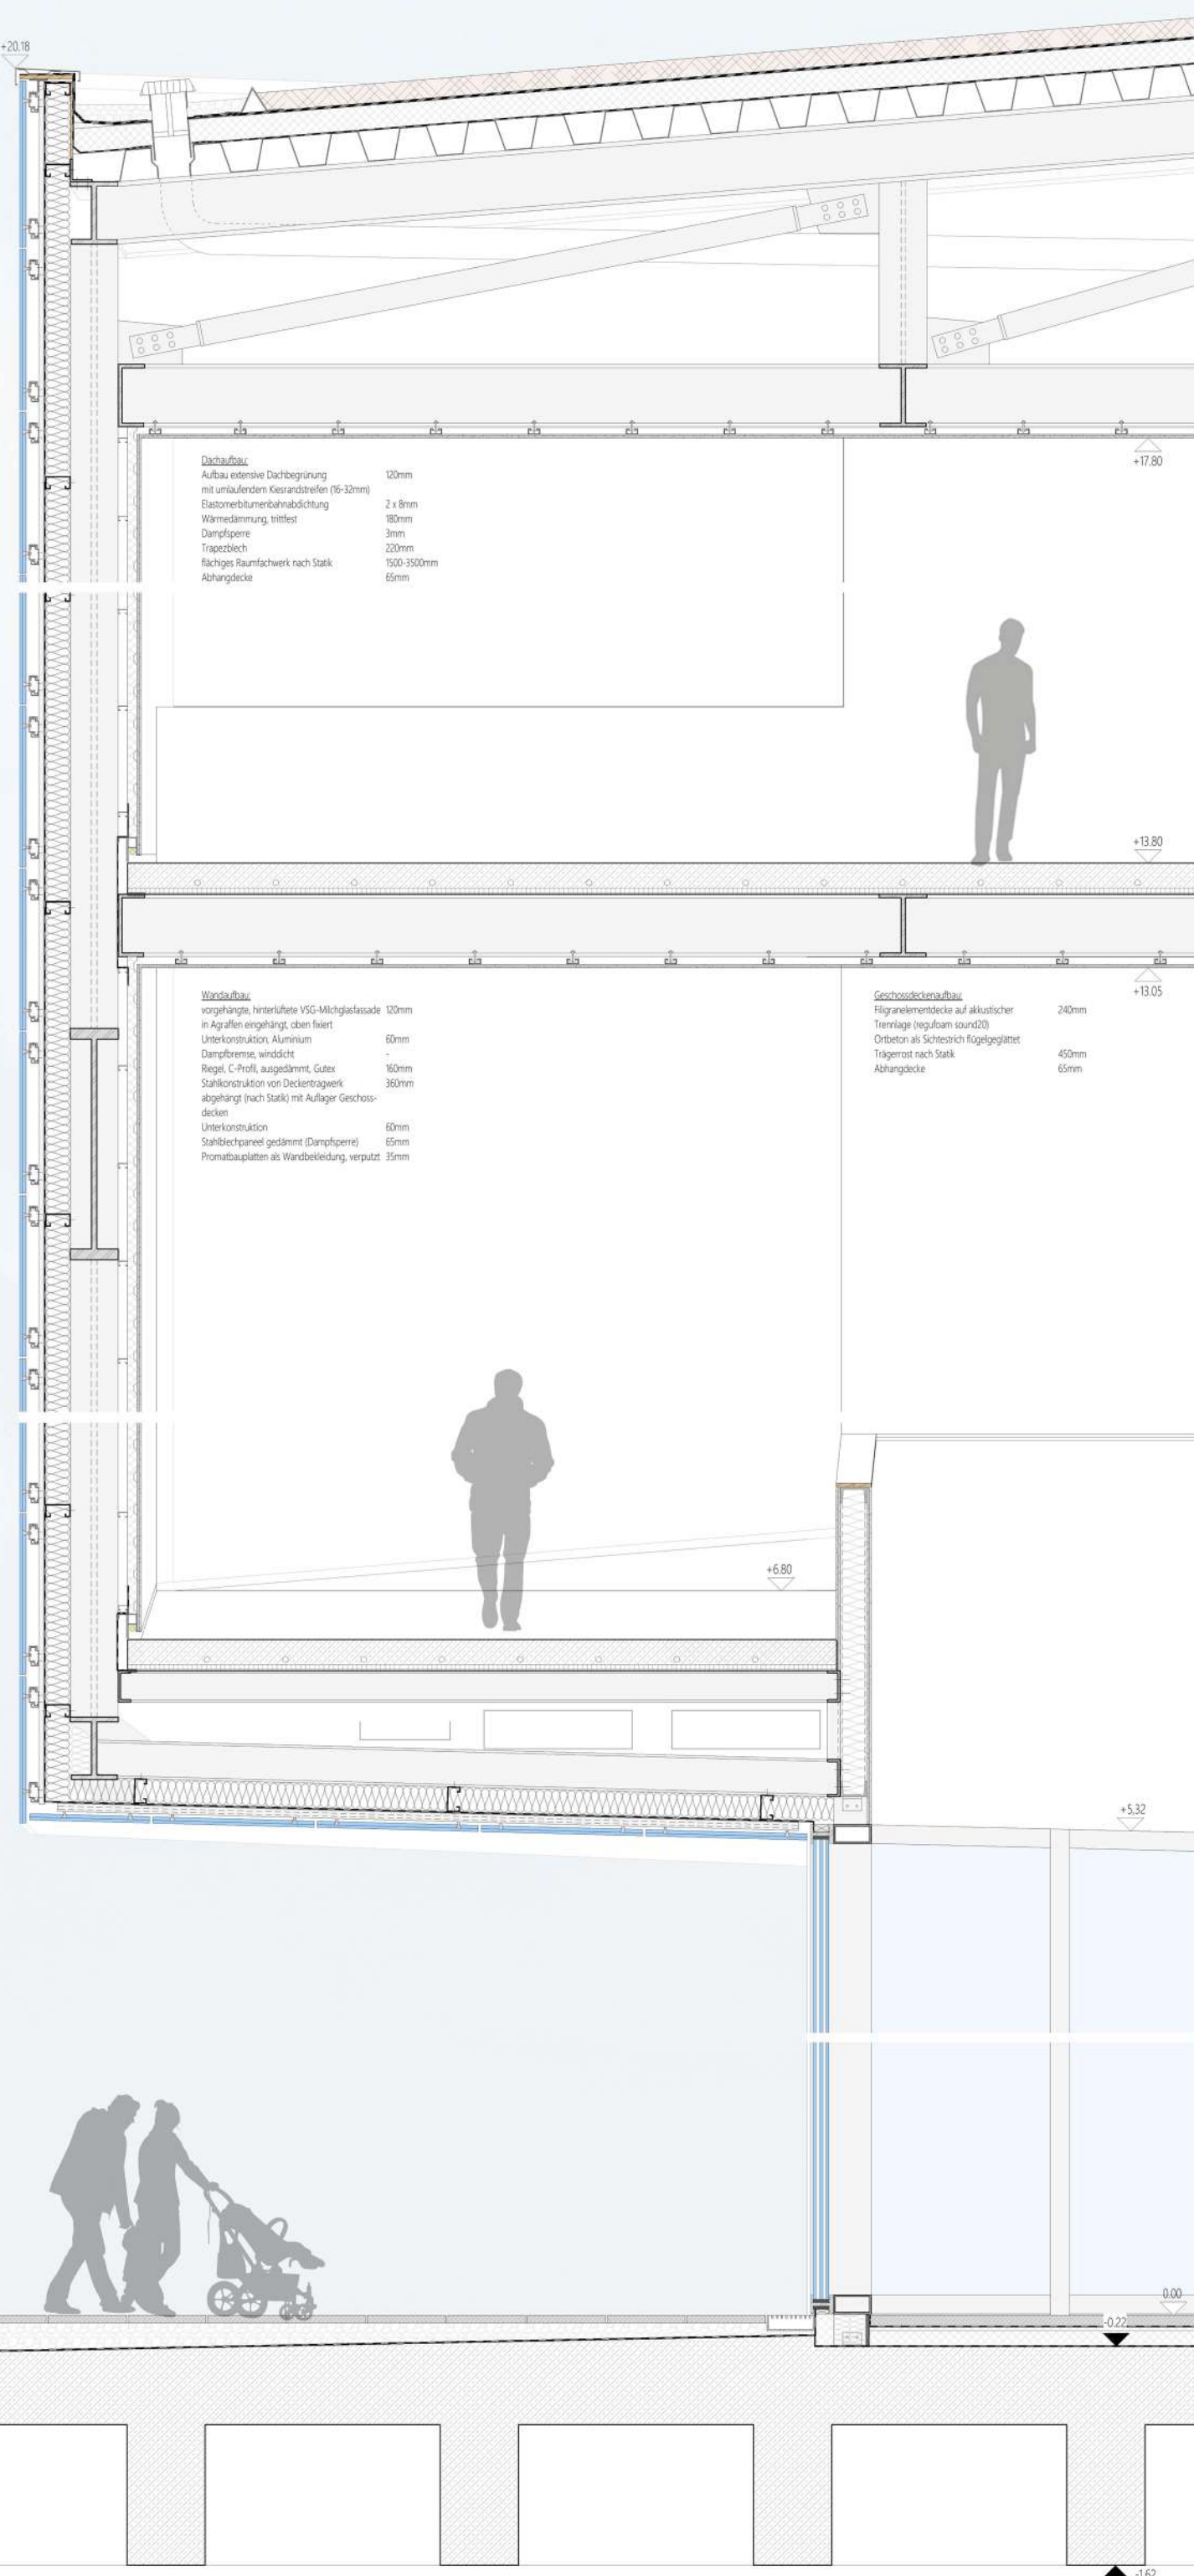 +20.18
+17.80
Dachaufbau:
Aufbau extensive Dachbegrünung 120mm
mit umlaufendem Kiesrandstreifen (16-32mm)
Elastomerbitumenbahnabdichtung 2 x 8mm
Wärmedämmung, trittfest 180mm
Dampfsperre 3mm
Trapezblech 220mm
flächiges Raumfachwerk nach Statik 1500-3500mm
Abhangdecke 65mm
+13.80
+13.05
Wandaufbau:
vorgehängte, hinterlüftete VSG-Milchglasfassade 120mm
in Agraffen eingehängt, oben fixiert
Unterkonstruktion, Aluminium 60mm
Dampfbremse, winddicht -
Riegel, C-Profil, ausgedämmt, Gutex 160mm
Stahlkonstruktion von Deckentragwerk 360mm
abgehängt (nach Statik) mit Auflager Geschoss-
decken
Unterkonstruktion 60mm
Stahlblechpaneel gedämmt (Dampfsperre) 65mm
Promatbauplatten als Wandbekleidung, verputzt 35mm
Geschossdeckenaufbau:
Filigranelementdecke auf akkustischer 240mm
Trennlage (regufoam sound20)
Ortbeton als Sichtestrich flügelgeglättet
Trägerrost nach Statik 450mm
Abhangdecke 65mm
+6.80
+5,32
0.00
-0.22
-1.62